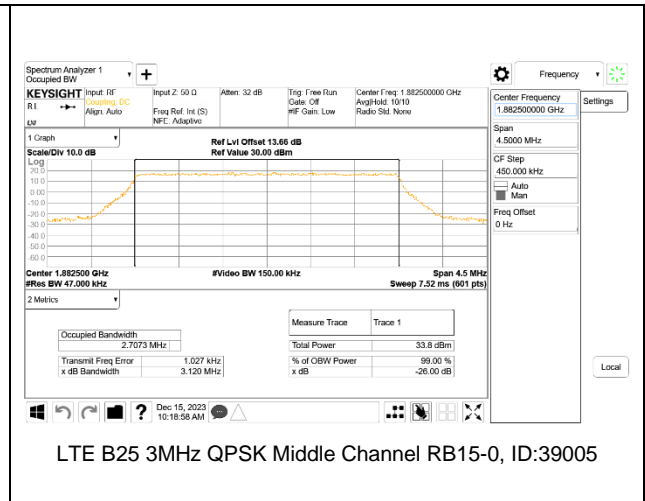 Spectrum Analyzer 1
Occupied BW
Frequency
KEYSIGHT Input: RF Input Z: 50 Ω Atten: 32 dB Trig: Free Run Center Freq: 1.882500000 GHz
RL Coupling: DC Gate: Off Avg|Hold: 10/10
Align: Auto Freq Ref: Int (S) #IF Gain: Low Radio Std: None
NFE: Adaptive
Center Frequency
1.882500000 GHz
Settings
Span
4.5000 MHz
CF Step
450.000 kHz
Auto
Man
Freq Offset
0 Hz
Local
1 Graph
Ref Lvl Offset 13.66 dB
Scale/Div 10.0 dB Ref Value 30.00 dBm
Log
20.0
10.0
0.00
-10.0
-20.0
-30.0
-40.0
-50.0
-60.0
Center 1.882500 GHz #Video BW 150.00 kHz Span 4.5 MHz
#Res BW 47.000 kHz Sweep 7.52 ms (601 pts)
2 Metrics
Measure Trace Trace 1
Occupied Bandwidth
2.7073 MHz Total Power 33.8 dBm
Transmit Freq Error 1.027 kHz % of OBW Power 99.00 %
x dB Bandwidth 3.120 MHz x dB -26.00 dB
Dec 15, 2023
10:18:58 AM
LTE B25 3MHz QPSK Middle Channel RB15-0, ID:39005